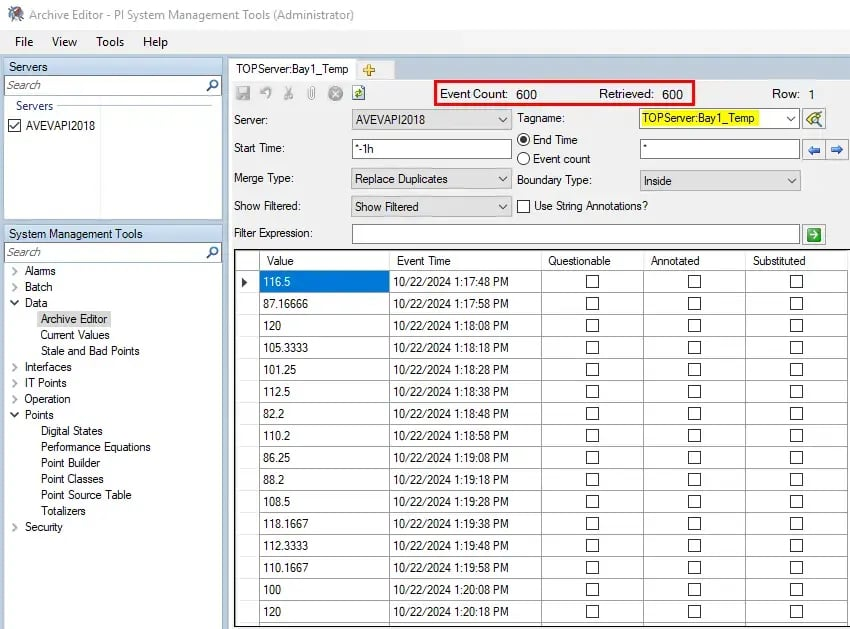 Archive Editor - PI System Management Tools (Administrator)
File View Tools Help
Servers
Search
Servers
AVEVAPI2018
System Management Tools
Search
Alarms
Batch
Data
Archive Editor
Current Values
Stale and Bad Points
Interfaces
IT Points
Operation
Points
Digital States
Performance Equations
Point Builder
Point Classes
Point Source Table
Totalizers
Security
TOPServer:Bay1_Temp
Event Count: 600 Retrieved: 600 Row: 1
Server: AVEVAPI2018 Tagname: TOPServer:Bay1_Temp
Start Time: *-1h End Time *
Event count
Merge Type: Replace Duplicates Boundary Type: Inside
Show Filtered: Show Filtered Use String Annotations?
Filter Expression:
Value Event Time Questionable Annotated Substituted
116.5 10/22/2024 1:17:48 PM
87.16666 10/22/2024 1:17:58 PM
120 10/22/2024 1:18:08 PM
105.3333 10/22/2024 1:18:18 PM
101.25 10/22/2024 1:18:28 PM
112.5 10/22/2024 1:18:38 PM
82.2 10/22/2024 1:18:48 PM
110.2 10/22/2024 1:18:58 PM
86.25 10/22/2024 1:19:08 PM
88.2 10/22/2024 1:19:18 PM
108.5 10/22/2024 1:19:28 PM
118.1667 10/22/2024 1:19:38 PM
112.3333 10/22/2024 1:19:48 PM
110.1667 10/22/2024 1:19:58 PM
100 10/22/2024 1:20:08 PM
120 10/22/2024 1:20:18 PM